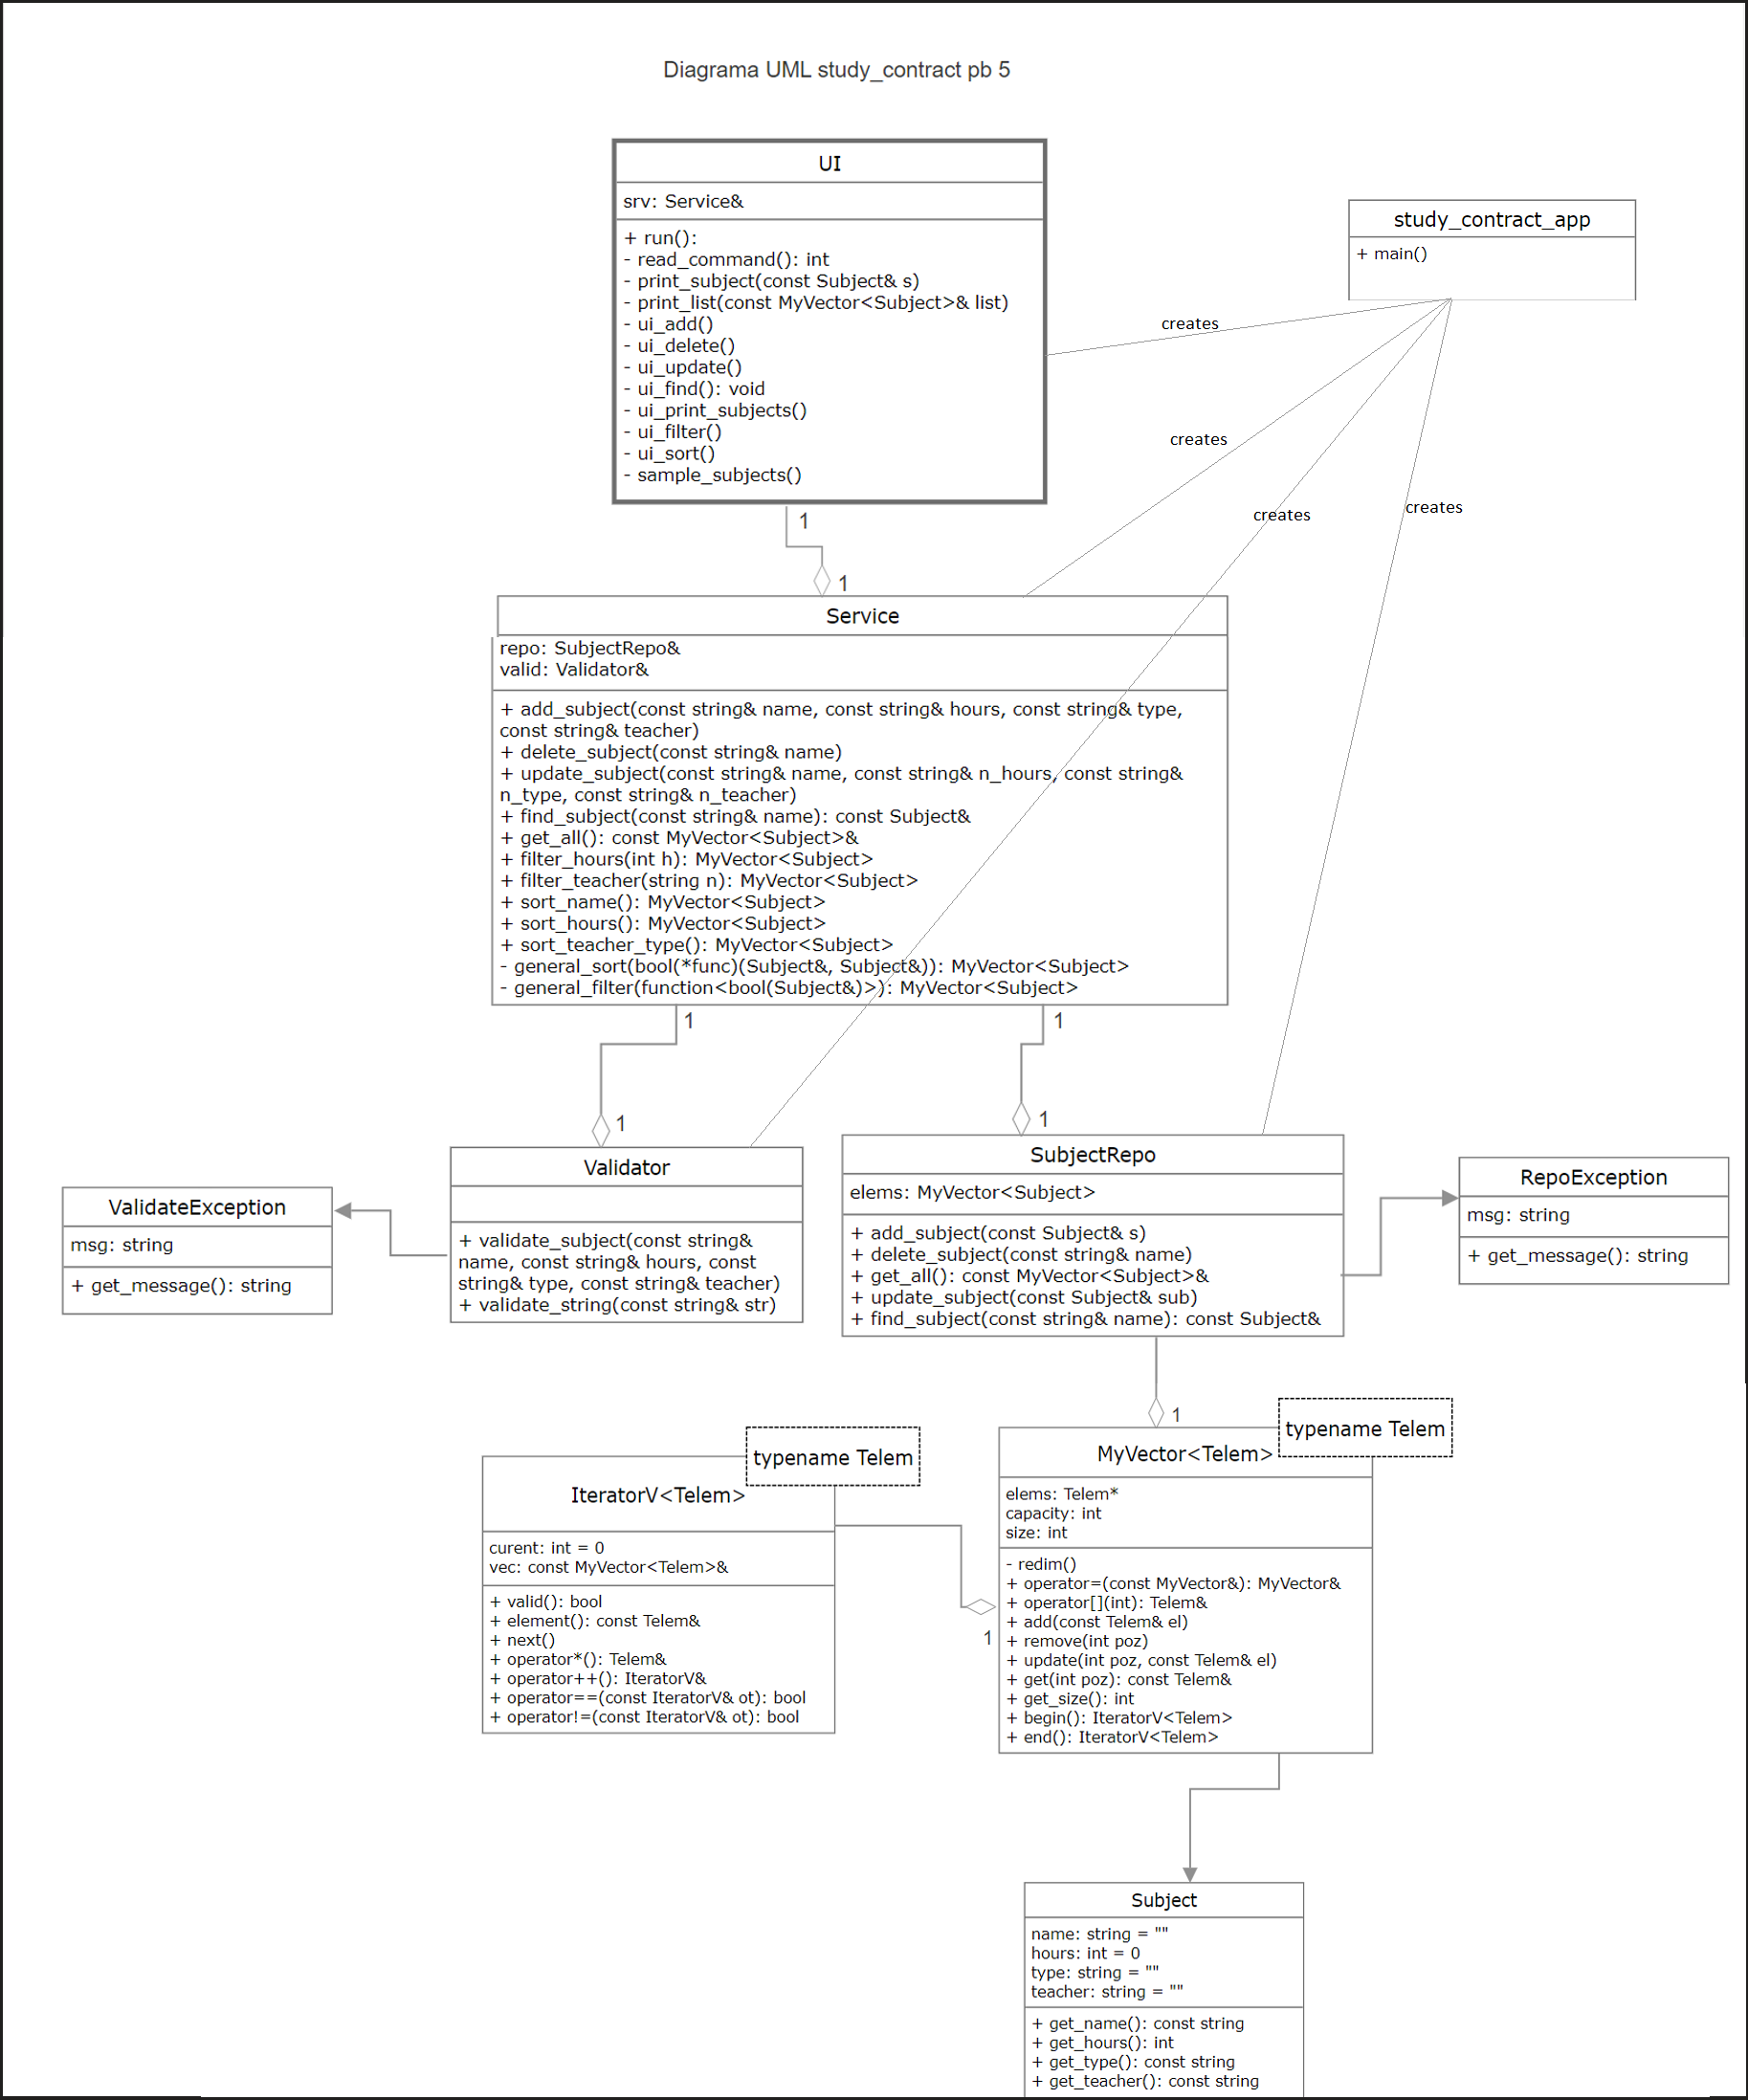 Diagrama UML study_contract pb 5
UI
srv: Service&
+ run():
- read_command(): int
- print_subject(const Subject& s)
- print_list(const MyVector<Subject>& list)
- ui_add()
- ui_delete()
- ui_update()
- ui_find(): void
- ui_print_subjects()
- ui_filter()
- ui_sort()
- sample_subjects()
study_contract_app
+ main()
creates
creates
creates
creates
1
1
Service
repo: SubjectRepo&
valid: Validator&
+ add_subject(const string& name, const string& hours, const string& type,
const string& teacher)
+ delete_subject(const string& name)
+ update_subject(const string& name, const string& n_hours, const string&
n_type, const string& n_teacher)
+ find_subject(const string& name): const Subject&
+ get_all(): const MyVector<Subject>&
+ filter_hours(int h): MyVector<Subject>
+ filter_teacher(string n): MyVector<Subject>
+ sort_name(): MyVector<Subject>
+ sort_hours(): MyVector<Subject>
+ sort_teacher_type(): MyVector<Subject>
- general_sort(bool(*func)(Subject&, Subject&)): MyVector<Subject>
- general_filter(function<bool(Subject&)>): MyVector<Subject>
1
1
1
1
ValidateException
msg: string
+ get_message(): string
Validator
+ validate_subject(const string&
name, const string& hours, const
string& type, const string& teacher)
+ validate_string(const string& str)
SubjectRepo
elems: MyVector<Subject>
+ add_subject(const Subject& s)
+ delete_subject(const string& name)
+ get_all(): const MyVector<Subject>&
+ update_subject(const Subject& sub)
+ find_subject(const string& name): const Subject&
RepoException
msg: string
+ get_message(): string
1
typename Telem
IteratorV<Telem>
curent: int = 0
vec: const MyVector<Telem>&
+ valid(): bool
+ element(): const Telem&
+ next()
+ operator*(): Telem&
+ operator++(): IteratorV&
+ operator==(const IteratorV& ot): bool
+ operator!=(const IteratorV& ot): bool
1
typename Telem
MyVector<Telem>
elems: Telem*
capacity: int
size: int
- redim()
+ operator=(const MyVector&): MyVector&
+ operator[](int): Telem&
+ add(const Telem& el)
+ remove(int poz)
+ update(int poz, const Telem& el)
+ get(int poz): const Telem&
+ get_size(): int
+ begin(): IteratorV<Telem>
+ end(): IteratorV<Telem>
Subject
name: string = ""
hours: int = 0
type: string = ""
teacher: string = ""
+ get_name(): const string
+ get_hours(): int
+ get_type(): const string
+ get_teacher(): const string